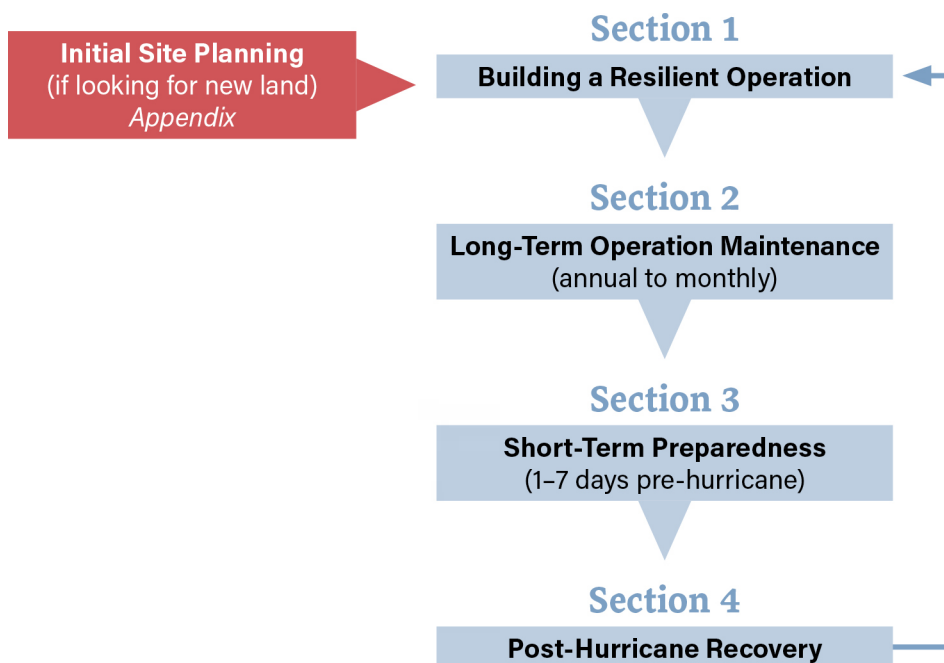 Initial Site Planning
(if looking for new land)
Appendix
Section 1
Building a Resilient Operation
Section 2
Long-Term Operation Maintenance
(annual to monthly)
Section 3
Short-Term Preparedness
(1–7 days pre-hurricane)
Section 4
Post-Hurricane Recovery